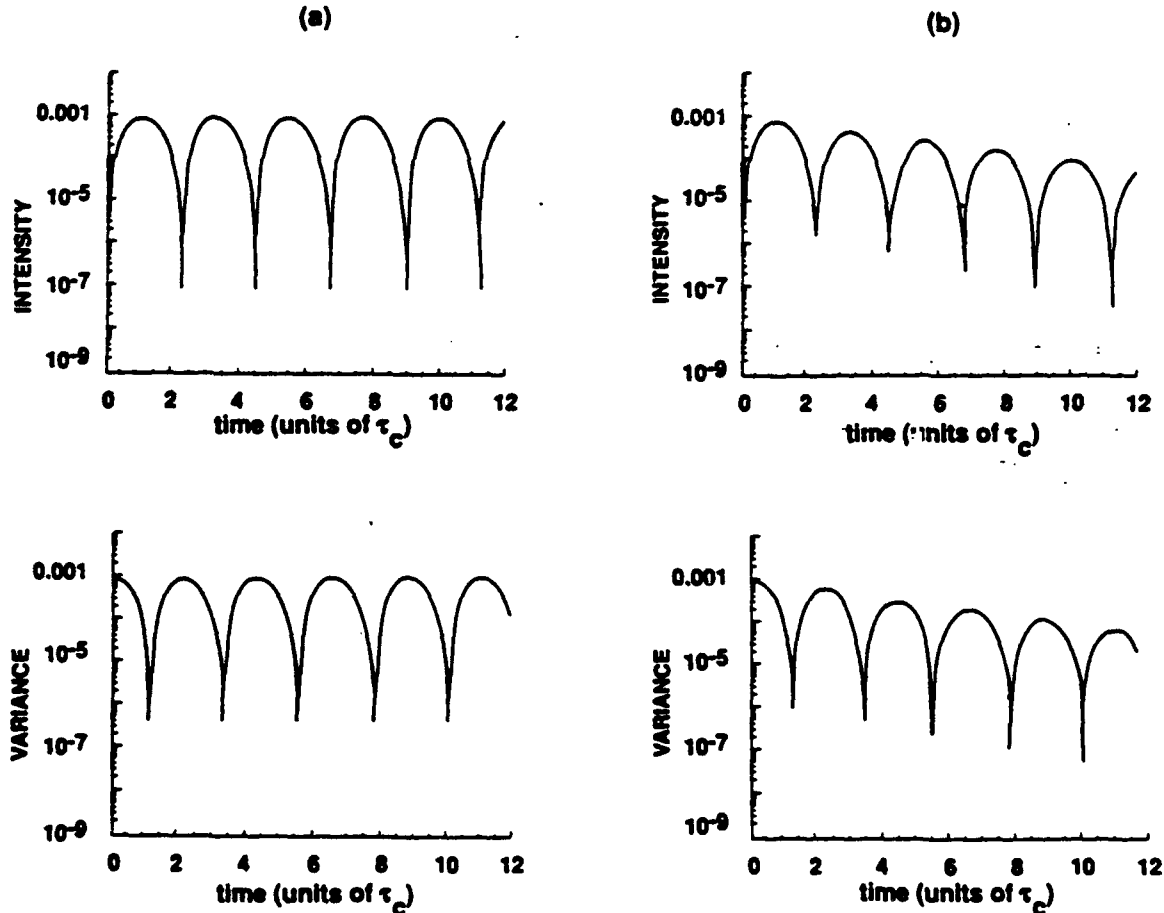 (a)
0.001
10⁻⁵
10⁻⁷
10⁻⁹
INTENSITY
0 2 4 6 8 10 12
time (units of τc)
(b)
0.001
10⁻⁵
10⁻⁷
10⁻⁹
INTENSITY
0 2 4 6 8 10 12
time (units of τc)
0.001
10⁻⁵
10⁻⁷
10⁻⁹
VARIANCE
0 2 4 6 8 10 12
time (units of τc)
0.001
10⁻⁵
10⁻⁷
10⁻⁹
VARIANCE
0 2 4 6 8 10 12
time (units of τc)